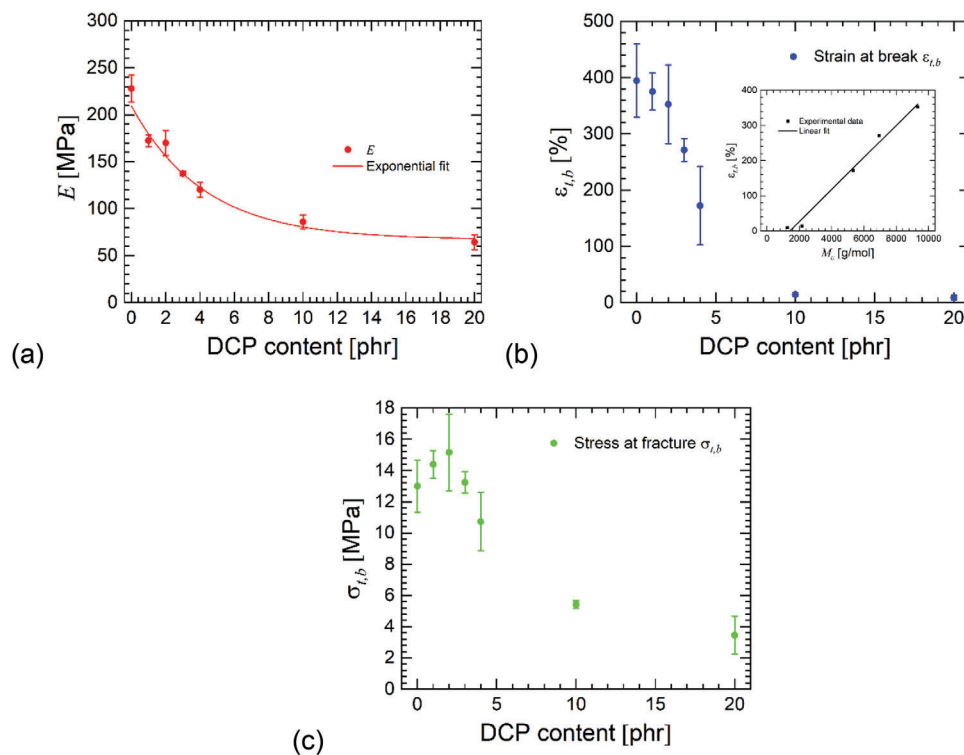 300
250
200
150
100
50
0
E [MPa]
E
Exponential fit
0 2 4 6 8 10 12 14 16 18 20
DCP content [phr]
(a)
500
400
300
200
100
0
ε_{t,b} [%]
Strain at break ε_{t,b}
400
300
200
100
0
ε_{t,b} [%]
Experimental data
Linear fit
0 2000 4000 6000 8000 10000
M_c [g/mol]
0 5 10 15 20
DCP content [phr]
(b)
18
16
14
12
10
8
6
4
2
0
σ_{t,b} [MPa]
Stress at fracture σ_{t,b}
0 5 10 15 20
DCP content [phr]
(c)